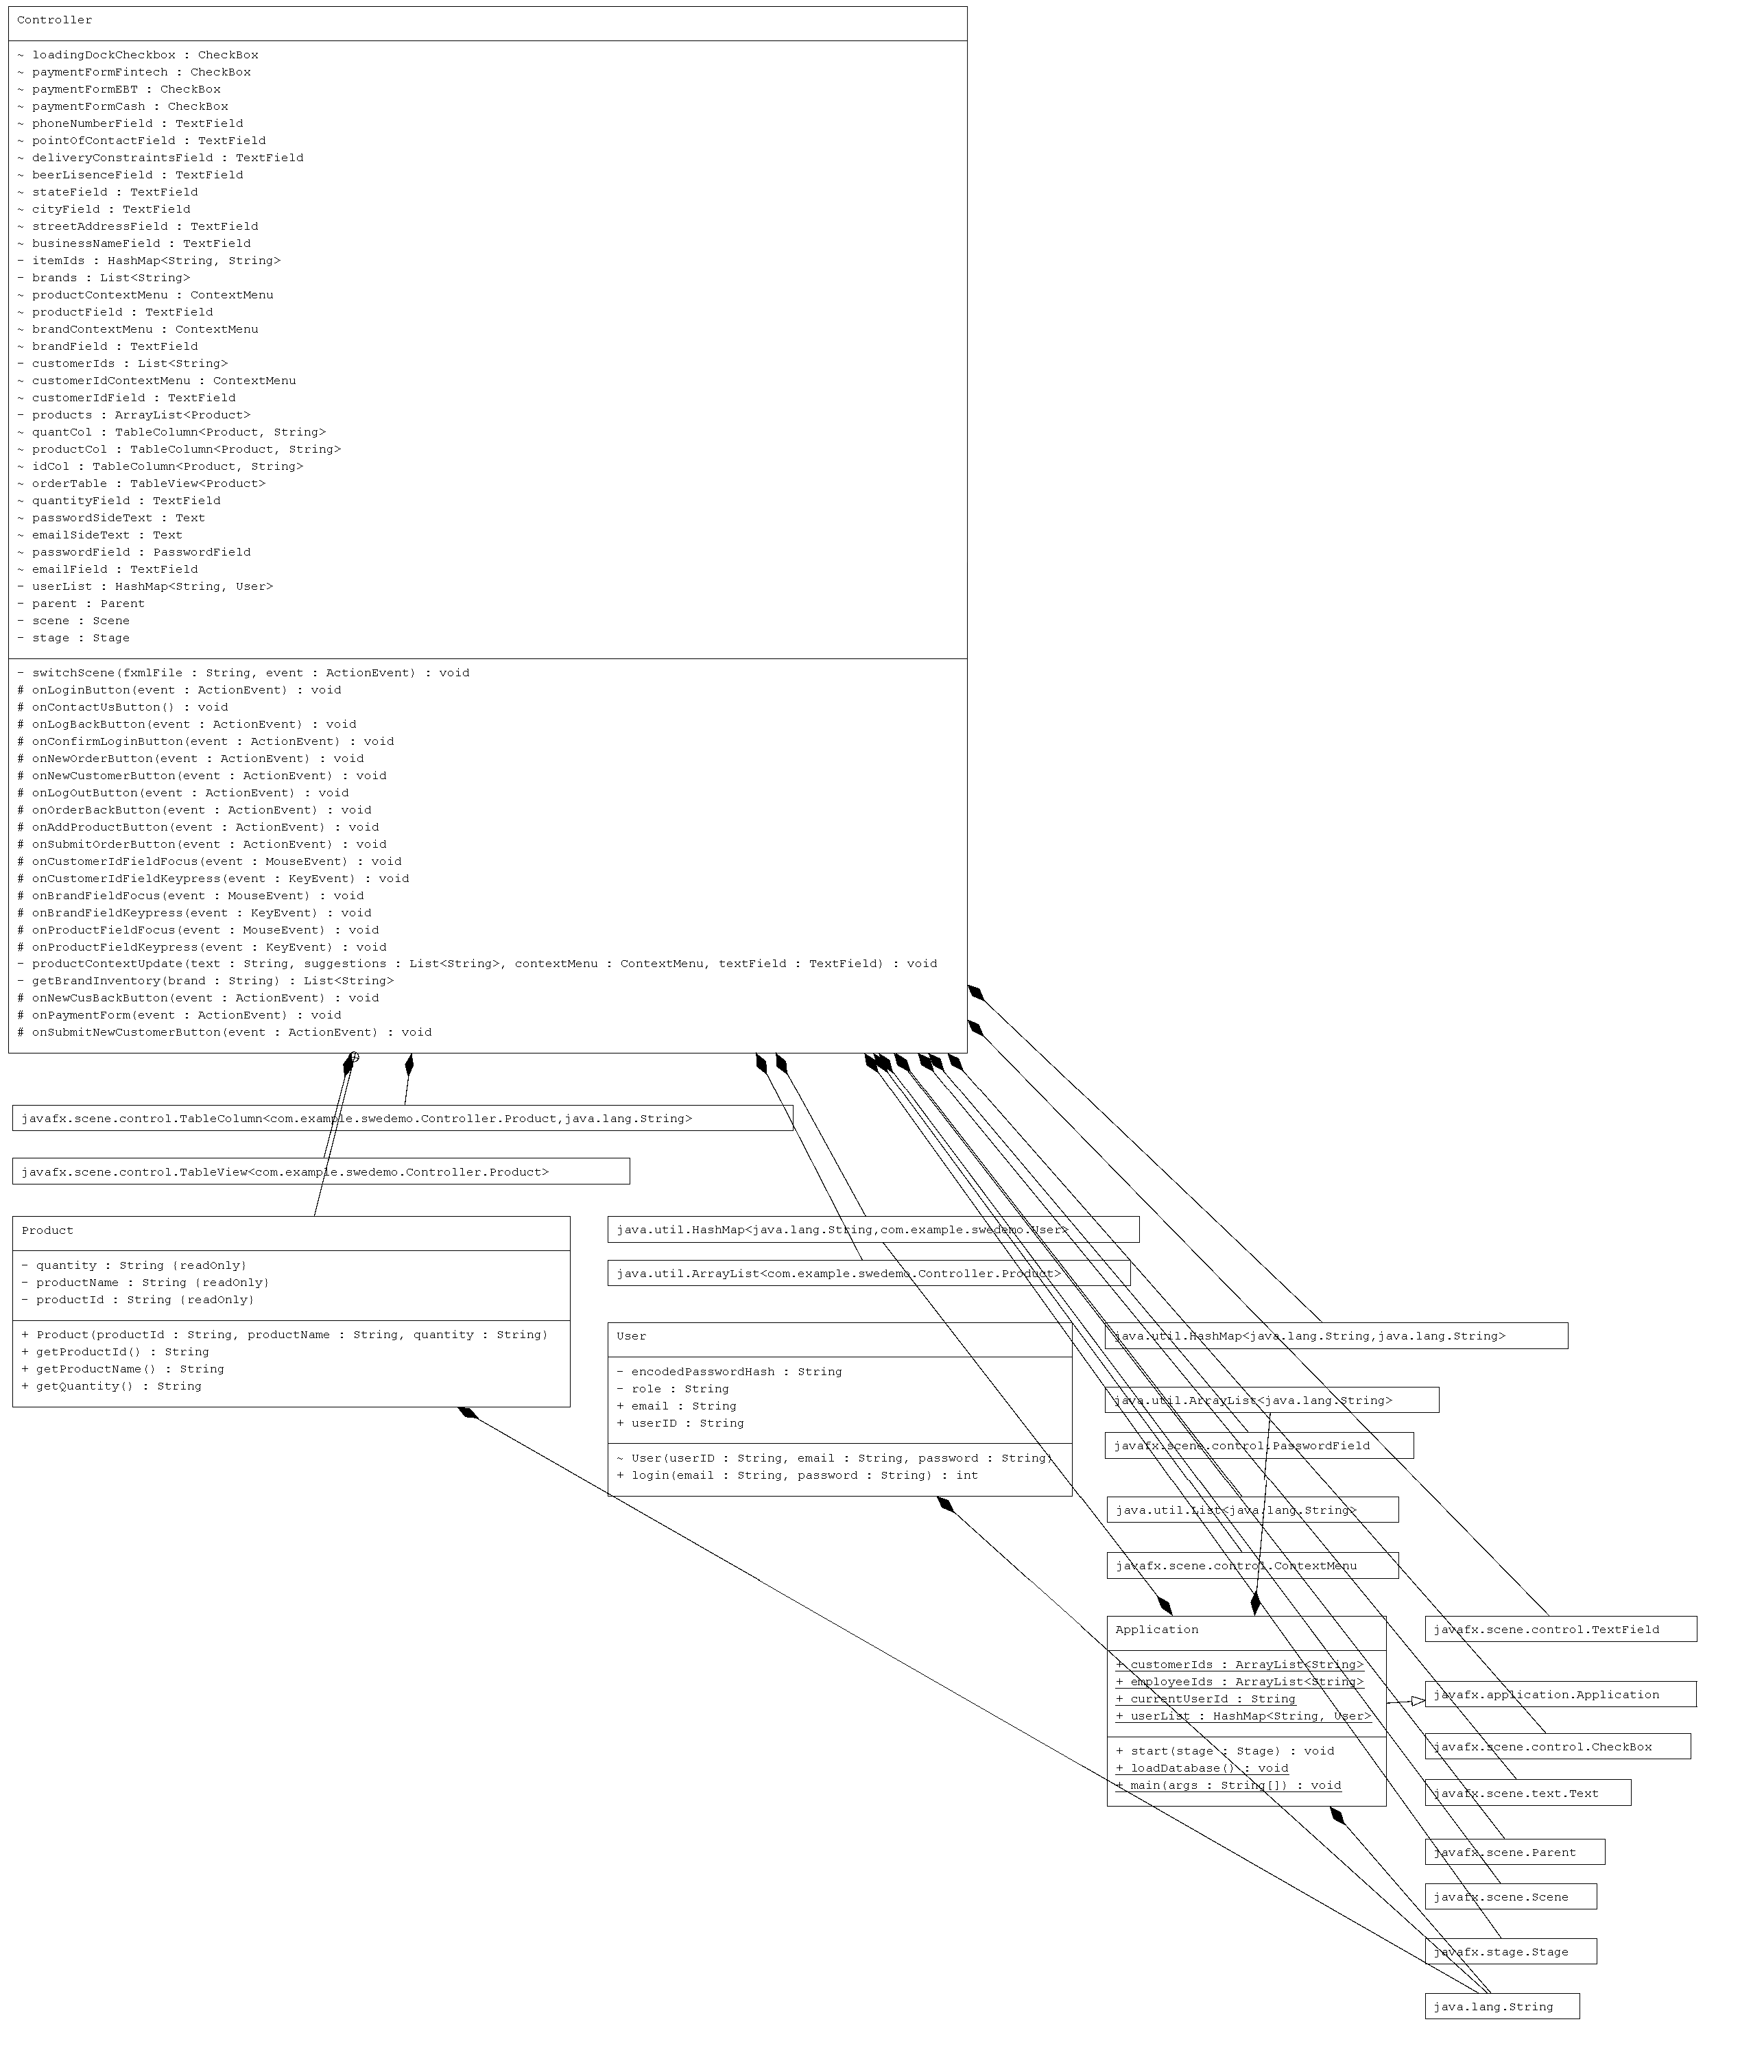 Controller
~ loadingDockCheckbox : CheckBox
~ paymentFormFintech : CheckBox
~ paymentFormEBT : CheckBox
~ paymentFormCash : CheckBox
~ phoneNumberField : TextField
~ pointOfContactField : TextField
~ deliveryConstraintsField : TextField
~ beerLisenceField : TextField
~ stateField : TextField
~ cityField : TextField
~ streetAddressField : TextField
~ businessNameField : TextField
- itemIds : HashMap<String, String>
- brands : List<String>
~ productContextMenu : ContextMenu
~ productField : TextField
~ brandContextMenu : ContextMenu
~ brandField : TextField
- customerIds : List<String>
~ customerIdContextMenu : ContextMenu
~ customerIdField : TextField
- products : ArrayList<Product>
~ quantCol : TableColumn<Product, String>
~ productCol : TableColumn<Product, String>
~ idCol : TableColumn<Product, String>
~ orderTable : TableView<Product>
~ quantityField : TextField
~ passwordSideText : Text
~ emailSideText : Text
~ passwordField : PasswordField
~ emailField : TextField
- userList : HashMap<String, User>
- parent : Parent
- scene : Scene
- stage : Stage
- switchScene(fxmlFile : String, event : ActionEvent) : void
# onLoginButton(event : ActionEvent) : void
# onContactUsButton() : void
# onLogBackButton(event : ActionEvent) : void
# onConfirmLoginButton(event : ActionEvent) : void
# onNewOrderButton(event : ActionEvent) : void
# onNewCustomerButton(event : ActionEvent) : void
# onLogOutButton(event : ActionEvent) : void
# onOrderBackButton(event : ActionEvent) : void
# onAddProductButton(event : ActionEvent) : void
# onSubmitOrderButton(event : ActionEvent) : void
# onCustomerIdFieldFocus(event : MouseEvent) : void
# onCustomerIdFieldKeypress(event : KeyEvent) : void
# onBrandFieldFocus(event : MouseEvent) : void
# onBrandFieldKeypress(event : KeyEvent) : void
# onProductFieldFocus(event : MouseEvent) : void
# onProductFieldKeypress(event : KeyEvent) : void
- productContextUpdate(text : String, suggestions : List<String>, contextMenu : ContextMenu, textField : TextField) : void
- getBrandInventory(brand : String) : List<String>
# onNewCusBackButton(event : ActionEvent) : void
# onPaymentForm(event : ActionEvent) : void
# onSubmitNewCustomerButton(event : ActionEvent) : void
javafx.scene.control.TableColumn<com.example.swedemo.Controller.Product,java.lang.String>
javafx.scene.control.TableView<com.example.swedemo.Controller.Product>
Product
- quantity : String {readOnly}
- productName : String {readOnly}
- productId : String {readOnly}
+ Product(productId : String, productName : String, quantity : String)
+ getProductId() : String
+ getProductName() : String
+ getQuantity() : String
java.util.HashMap<java.lang.String,com.example.swedemo.User>
java.util.ArrayList<com.example.swedemo.Controller.Product>
User
- encodedPasswordHash : String
- role : String
+ email : String
+ userID : String
~ User(userID : String, email : String, password : String)
+ login(email : String, password : String) : int
java.util.HashMap<java.lang.String,java.lang.String>
java.util.ArrayList<java.lang.String>
javafx.scene.control.PasswordField
java.util.List<java.lang.String>
javafx.scene.control.ContextMenu
Application
+ customerIds : ArrayList<String>
+ employeeIds : ArrayList<String>
+ currentUserId : String
+ userList : HashMap<String, User>
+ start(stage : Stage) : void
+ loadDatabase() : void
+ main(args : String[]) : void
javafx.scene.control.TextField
javafx.application.Application
javafx.scene.control.CheckBox
javafx.scene.text.Text
javafx.scene.Parent
javafx.scene.Scene
javafx.stage.Stage
java.lang.String